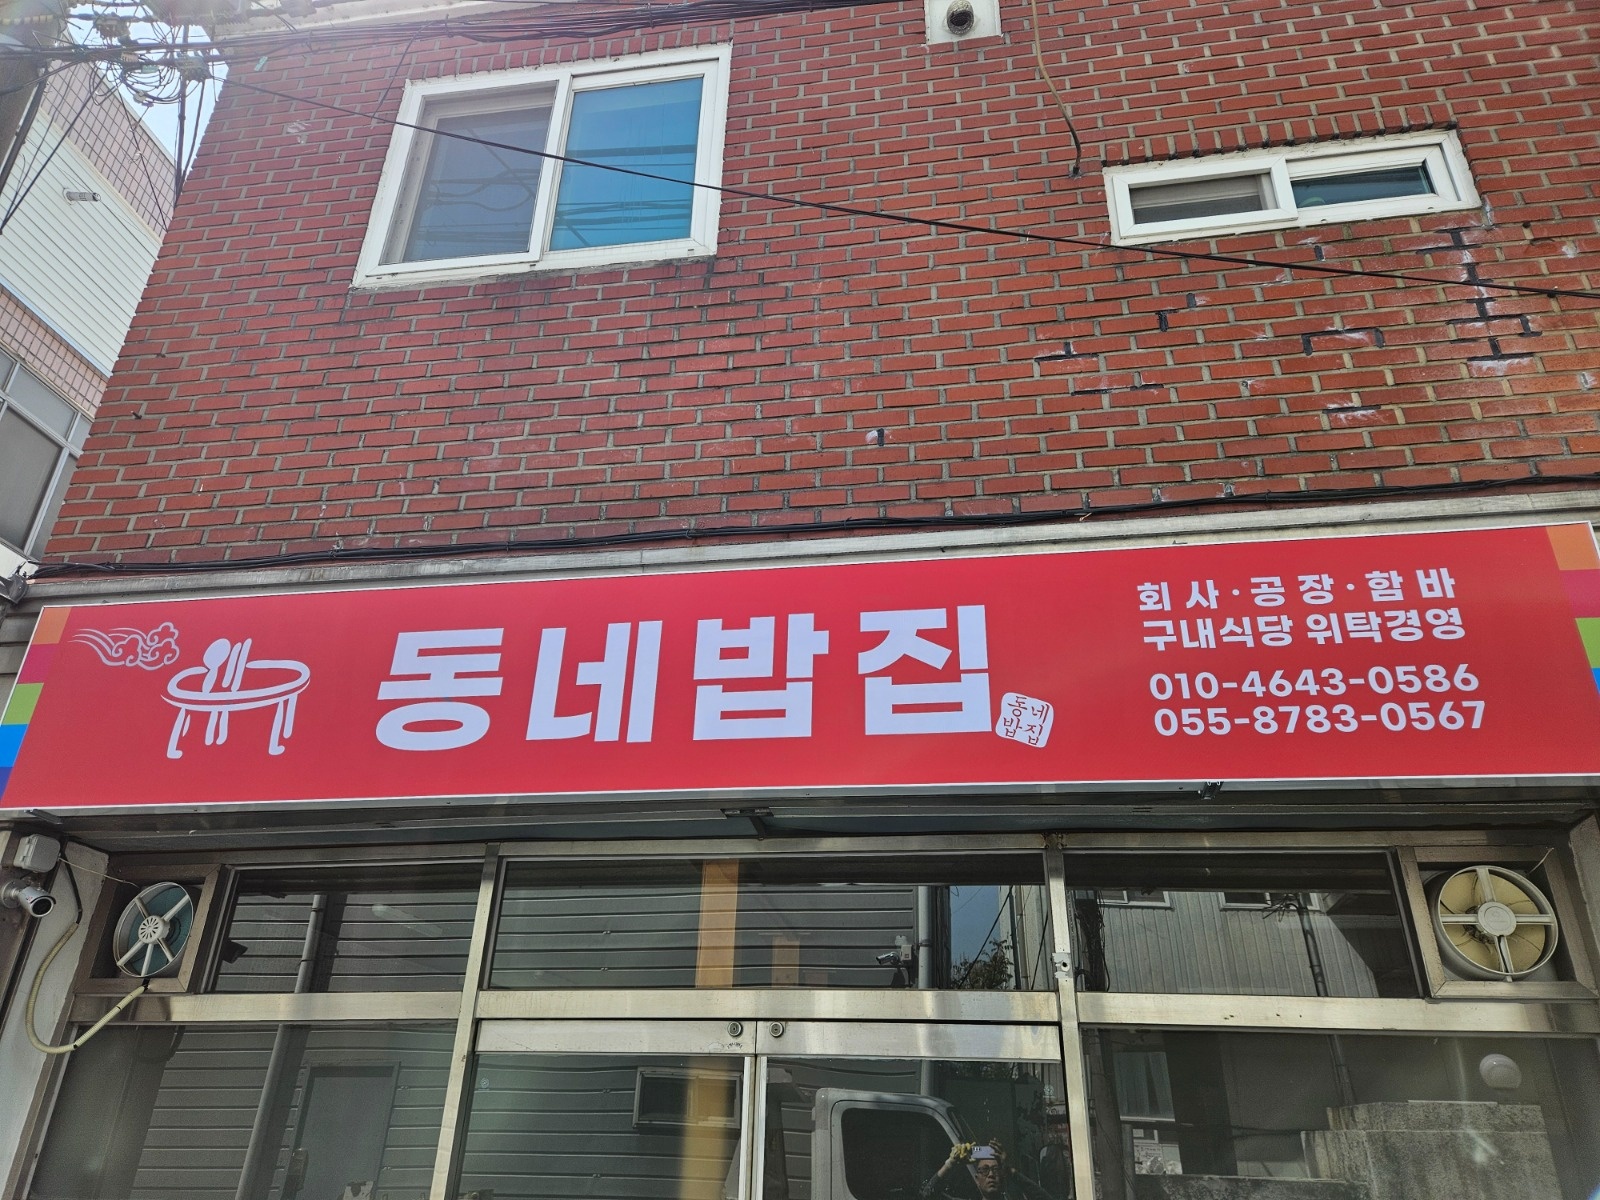 동네밥집
동네
밥집
회사·공장·함바
구내식당 위탁경영
010-4643-0586
055-8783-0567